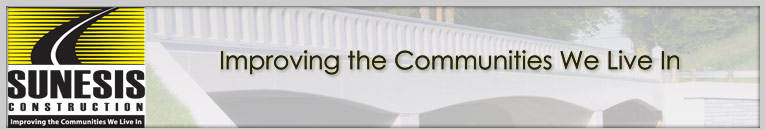 SUNESIS
CONSTRUCTION
Improving the Communities We Live In
Improving the Communities We Live In